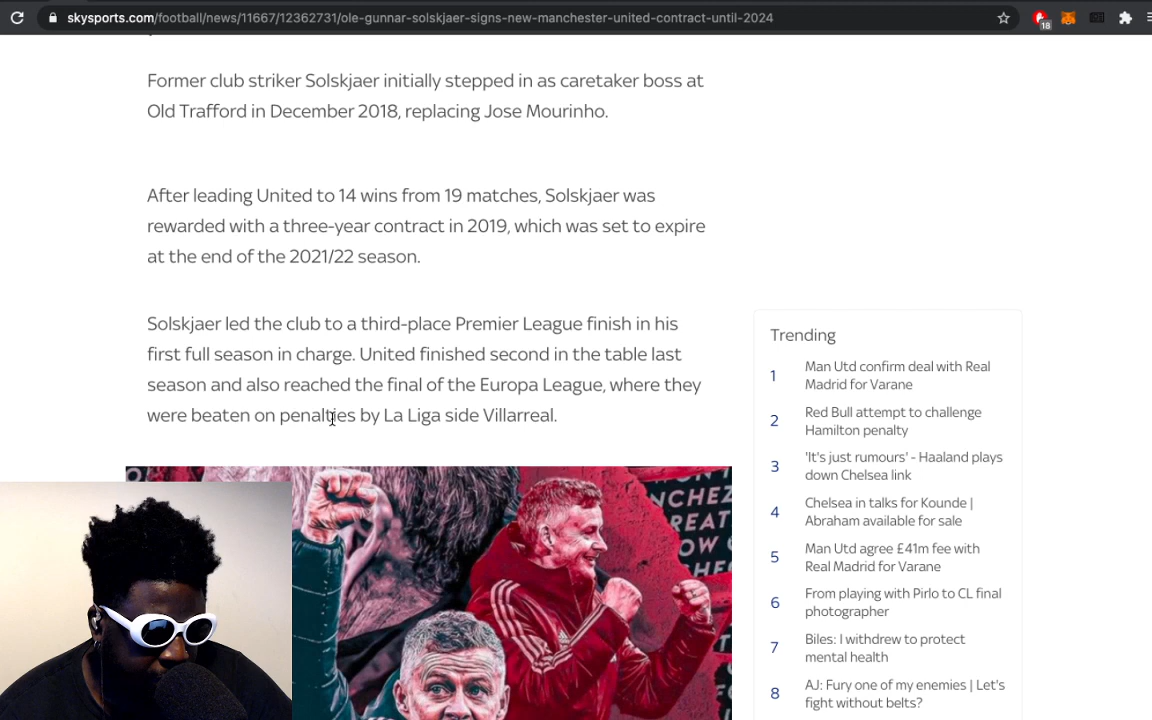 skysports.com/football/news/11667/12362731/ole-gunnar-solskjaer-signs-new-manchester-united-contract-until-2024
18
Former club striker Solskjaer initially stepped in as caretaker boss at
Old Trafford in December 2018, replacing Jose Mourinho.
After leading United to 14 wins from 19 matches, Solskjaer was
rewarded with a three-year contract in 2019, which was set to expire
at the end of the 2021/22 season.
Solskjaer led the club to a third-place Premier League finish in his
first full season in charge. United finished second in the table last
season and also reached the final of the Europa League, where they
were beaten on penalties by La Liga side Villarreal.
Trending
1 Man Utd confirm deal with Real
Madrid for Varane
2 Red Bull attempt to challenge
Hamilton penalty
3 'It's just rumours' - Haaland plays
down Chelsea link
4 Chelsea in talks for Kounde |
Abraham available for sale
5 Man Utd agree £41m fee with
Real Madrid for Varane
6 From playing with Pirlo to CL final
photographer
7 Biles: I withdrew to protect
mental health
8 AJ: Fury one of my enemies | Let's
fight without belts?